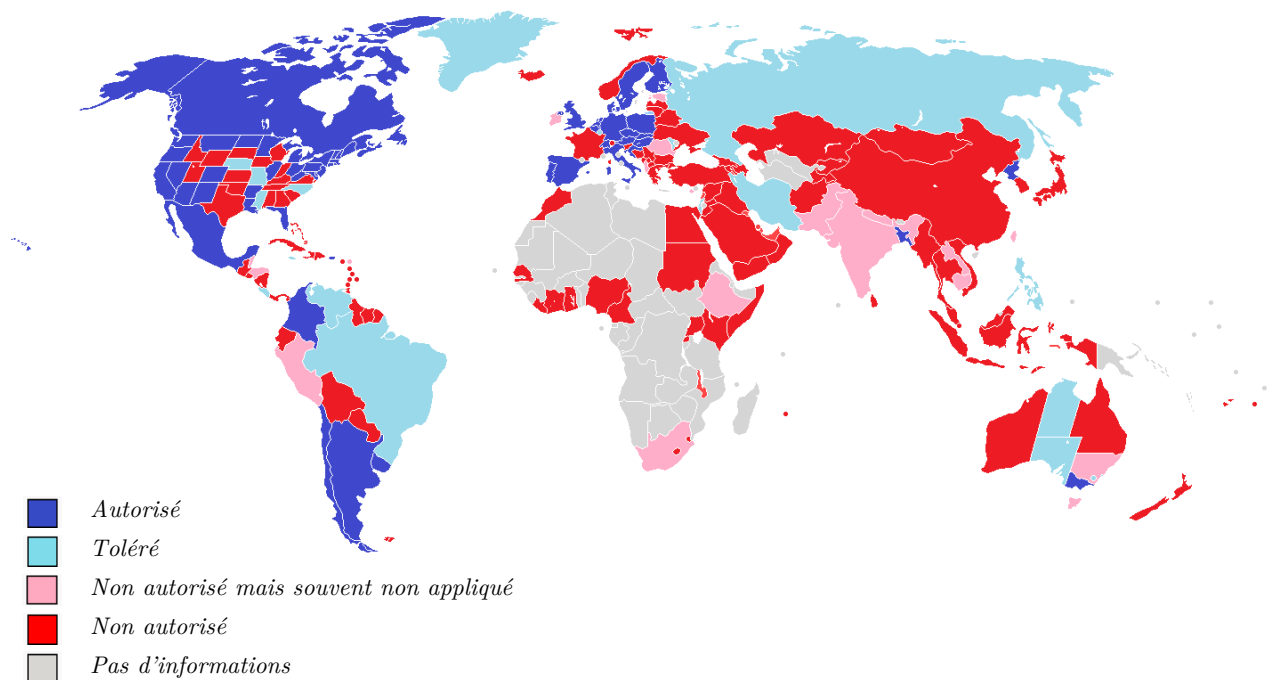 Autorisé
Toléré
Non autorisé mais souvent non appliqué
Non autorisé
Pas d'informations